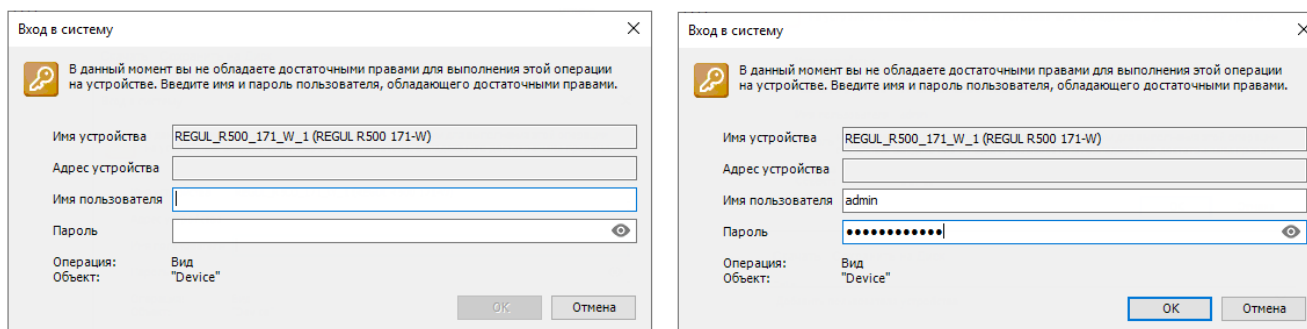 Вход в систему
В данный момент вы не обладаете достаточными правами для выполнения этой операции
на устройстве. Введите имя и пароль пользователя, обладающего достаточными правами.
Имя устройства REGUL_R500_171_W_1 (REGUL R500 171-W)
Адрес устройства
Имя пользователя
Пароль
Операция: Вид
Объект: "Device"
OK Отмена
Вход в систему
В данный момент вы не обладаете достаточными правами для выполнения этой операции
на устройстве. Введите имя и пароль пользователя, обладающего достаточными правами.
Имя устройства REGUL_R500_171_W_1 (REGUL R500 171-W)
Адрес устройства
Имя пользователя admin
Пароль ••••••••••••
Операция: Вид
Объект: "Device"
OK Отмена